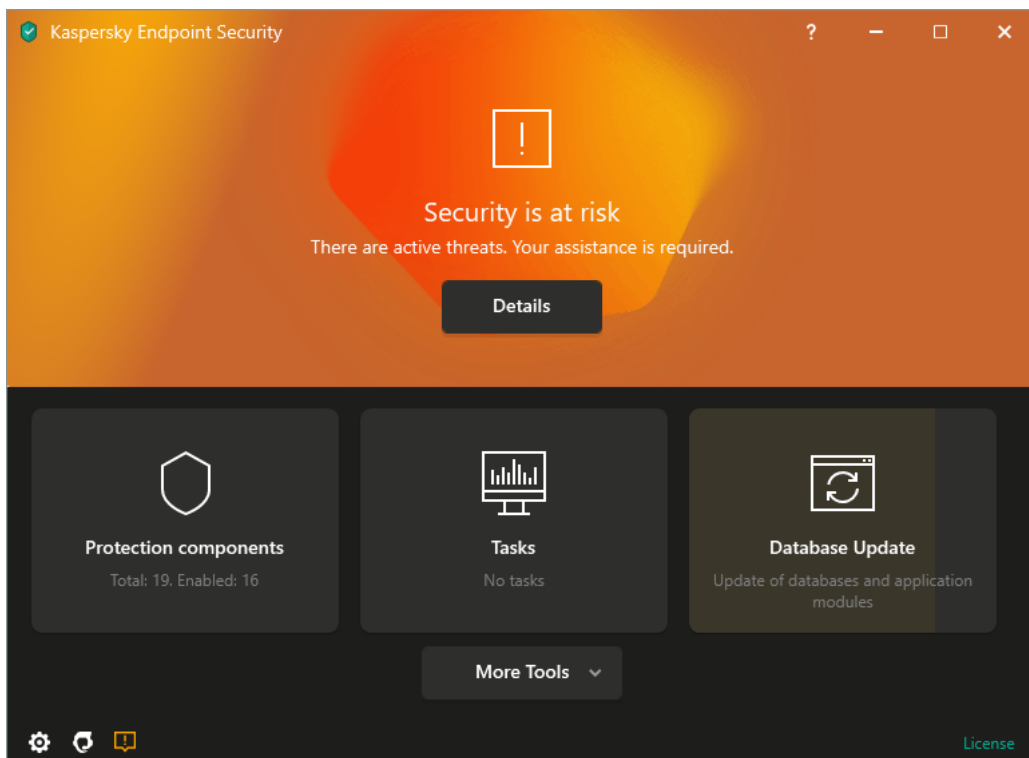 Kaspersky Endpoint Security
?
Security is at risk
There are active threats. Your assistance is required.
Details
Protection components
Total: 19. Enabled: 16
Tasks
No tasks
Database Update
Update of databases and application
modules
More Tools
License